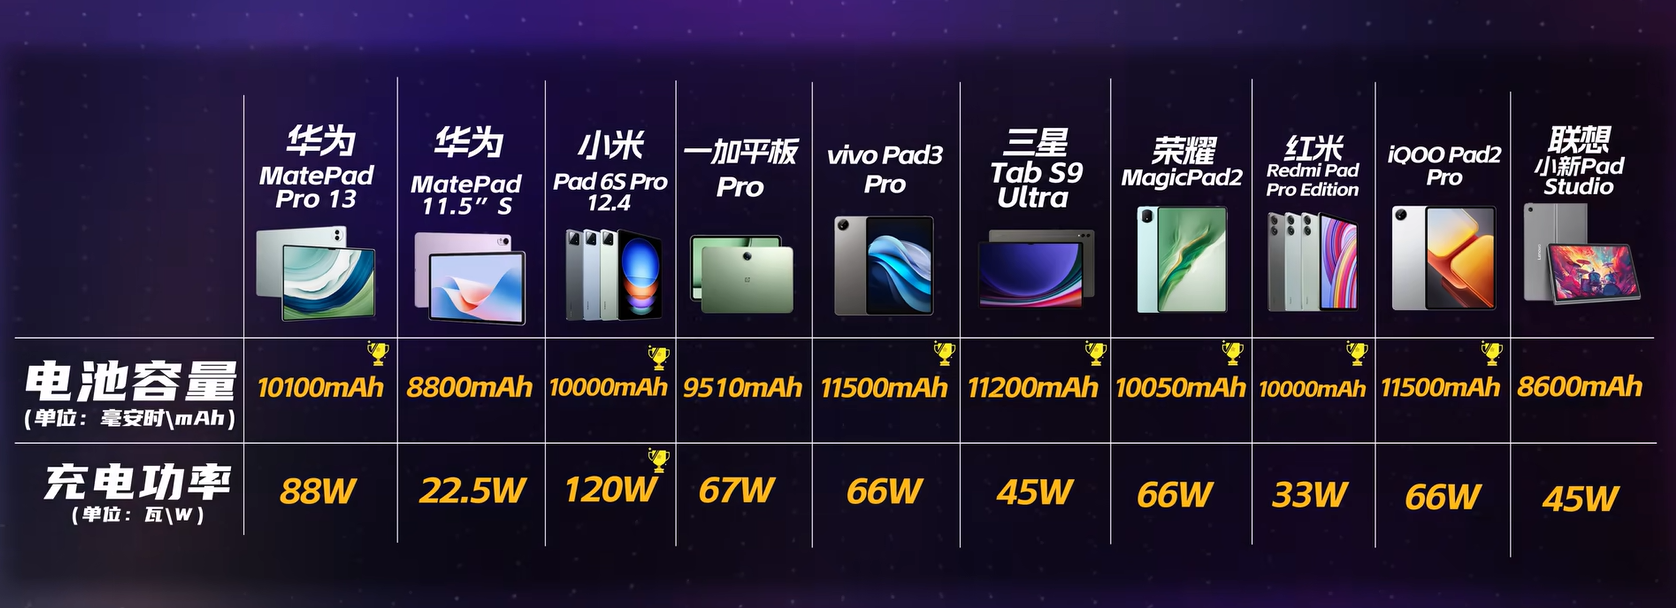 华为
MatePad
Pro 13
华为
MatePad
11.5” S
小米
Pad 6S Pro
12.4
一加平板
Pro
vivo Pad3
Pro
三星
Tab S9
Ultra
荣耀
MagicPad2
红米
Redmi Pad
Pro Edition
iQOO Pad2
Pro
联想
小新Pad
Studio
电池容量
(单位：毫安时\mAh)
10100mAh
8800mAh
10000mAh
9510mAh
11500mAh
11200mAh
10050mAh
10000mAh
11500mAh
8600mAh
充电功率
(单位：瓦\W)
88W
22.5W
120W
67W
66W
45W
66W
33W
66W
45W